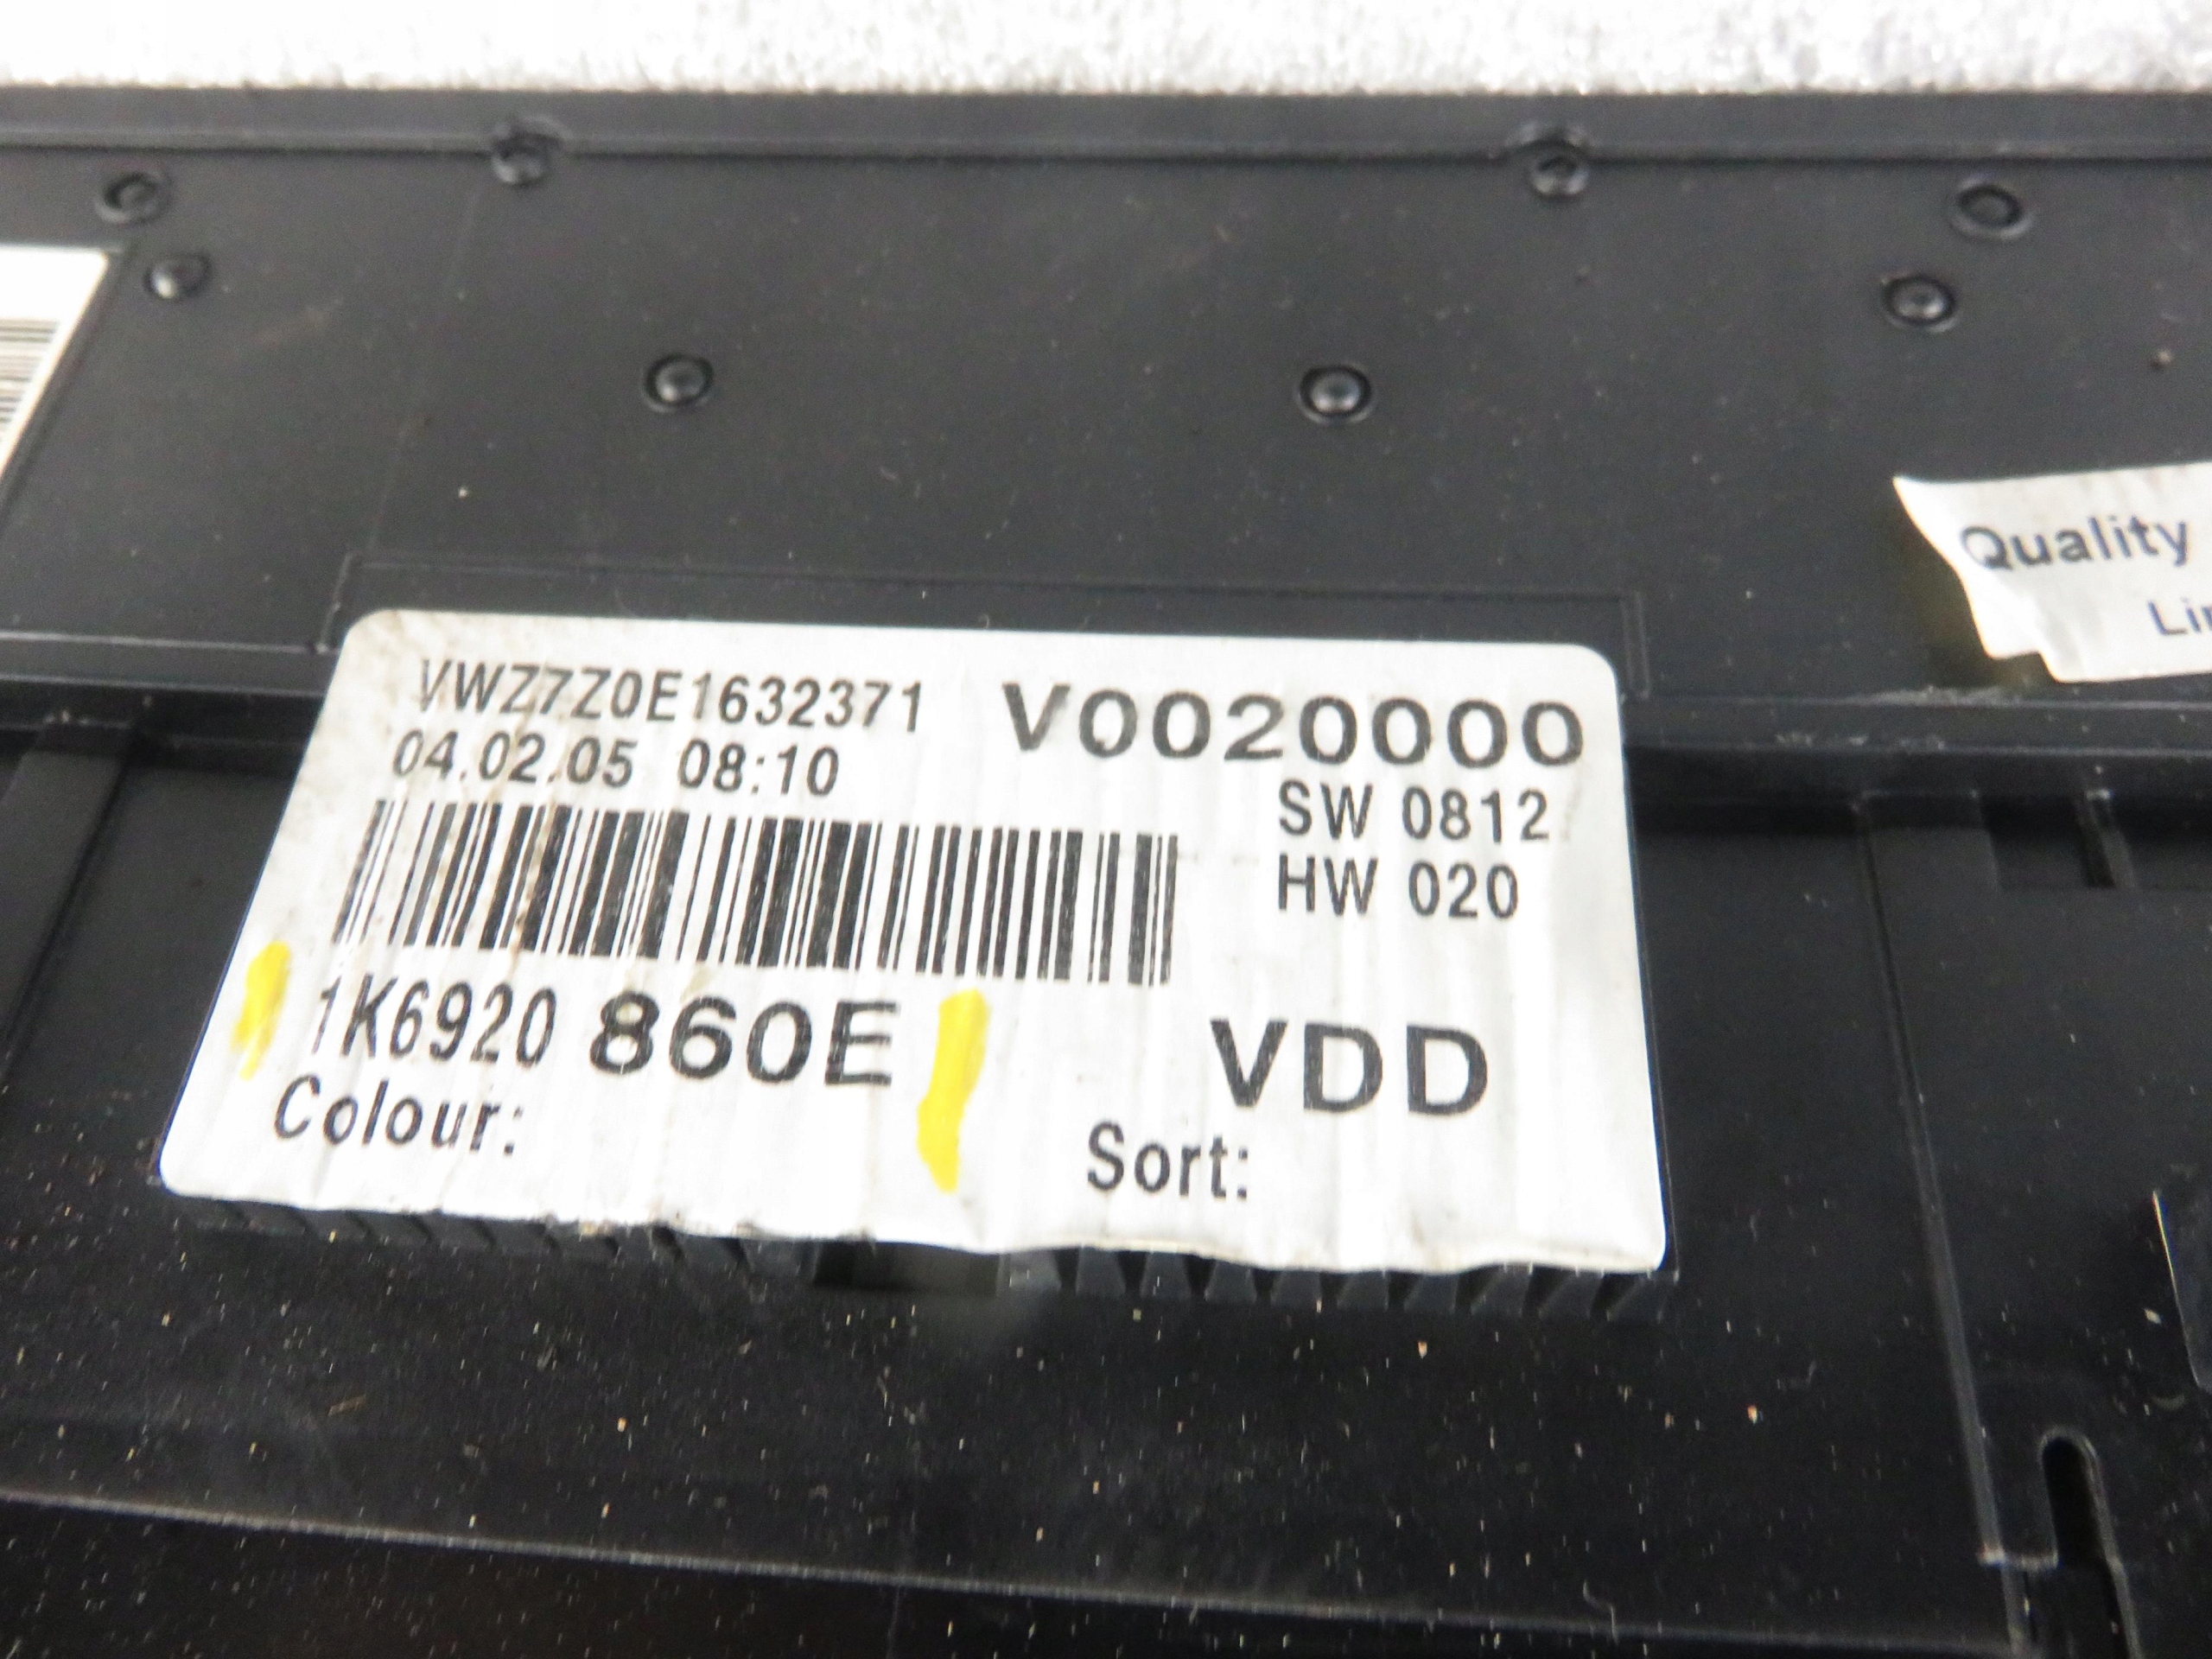 VWZ7Z0E1632371 V0020000
04.02.05 08:10
SW 0812
HW 020
1K6920 860E VDD
Colour: Sort:
Quality